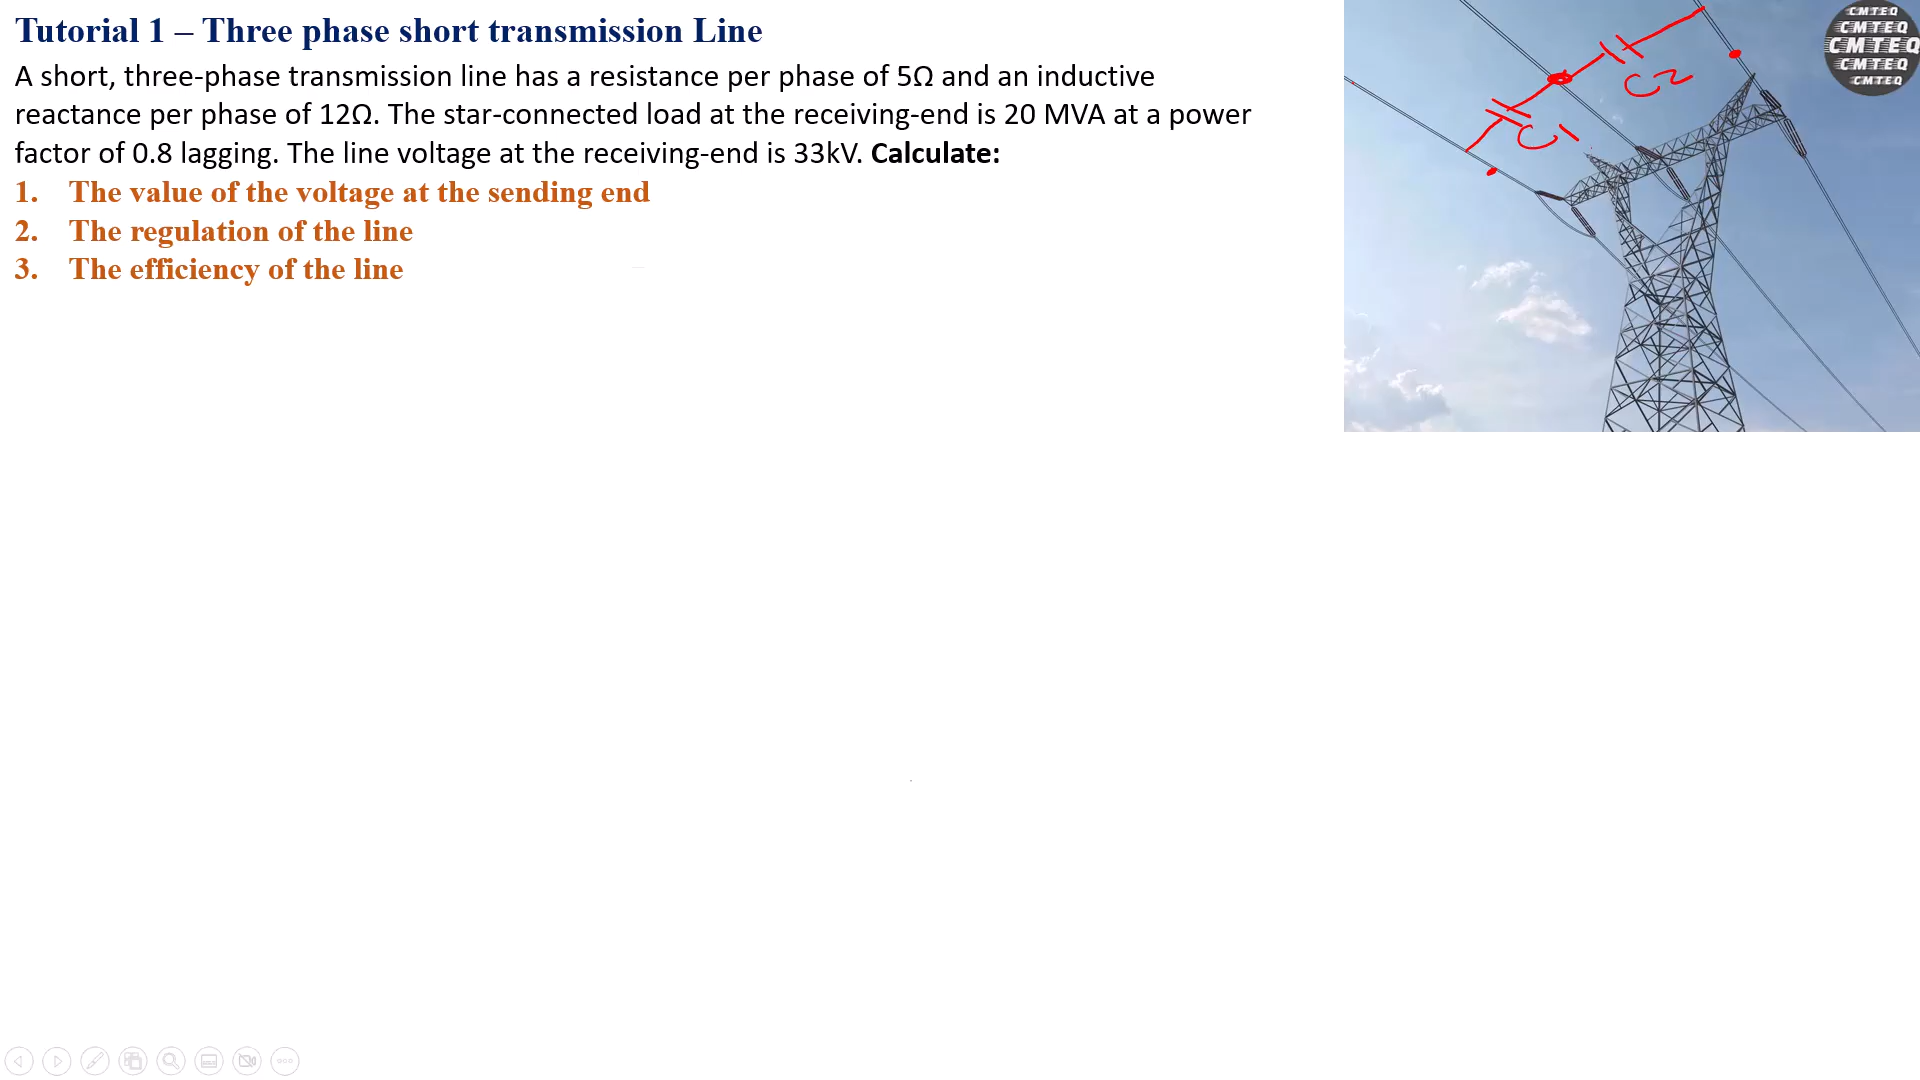 Tutorial 1 – Three phase short transmission Line
A short, three-phase transmission line has a resistance per phase of 5Ω and an inductive
reactance per phase of 12Ω. The star-connected load at the receiving-end is 20 MVA at a power
factor of 0.8 lagging. The line voltage at the receiving-end is 33kV. Calculate:
1. The value of the voltage at the sending end
2. The regulation of the line
3. The efficiency of the line
C2
C1
CMTEQ
CMTEQ
CMTEQ
CMTEQ
CMTEQ